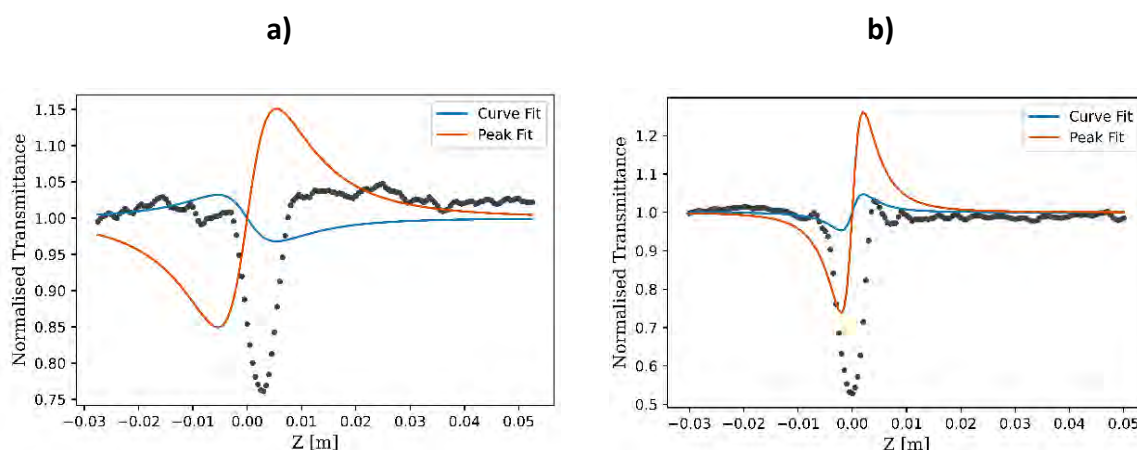 a)
b)
1.15
1.10
1.05
1.00
0.95
0.90
0.85
0.80
0.75
Normalised Transmittance
Curve Fit
Peak Fit
−0.03 −0.02 −0.01 0.00 0.01 0.02 0.03 0.04 0.05
Z [m]
1.2
1.1
1.0
0.9
0.8
0.7
0.6
0.5
Normalised Transmittance
Curve Fit
Peak Fit
−0.03 −0.02 −0.01 0.00 0.01 0.02 0.03 0.04 0.05
Z [m]